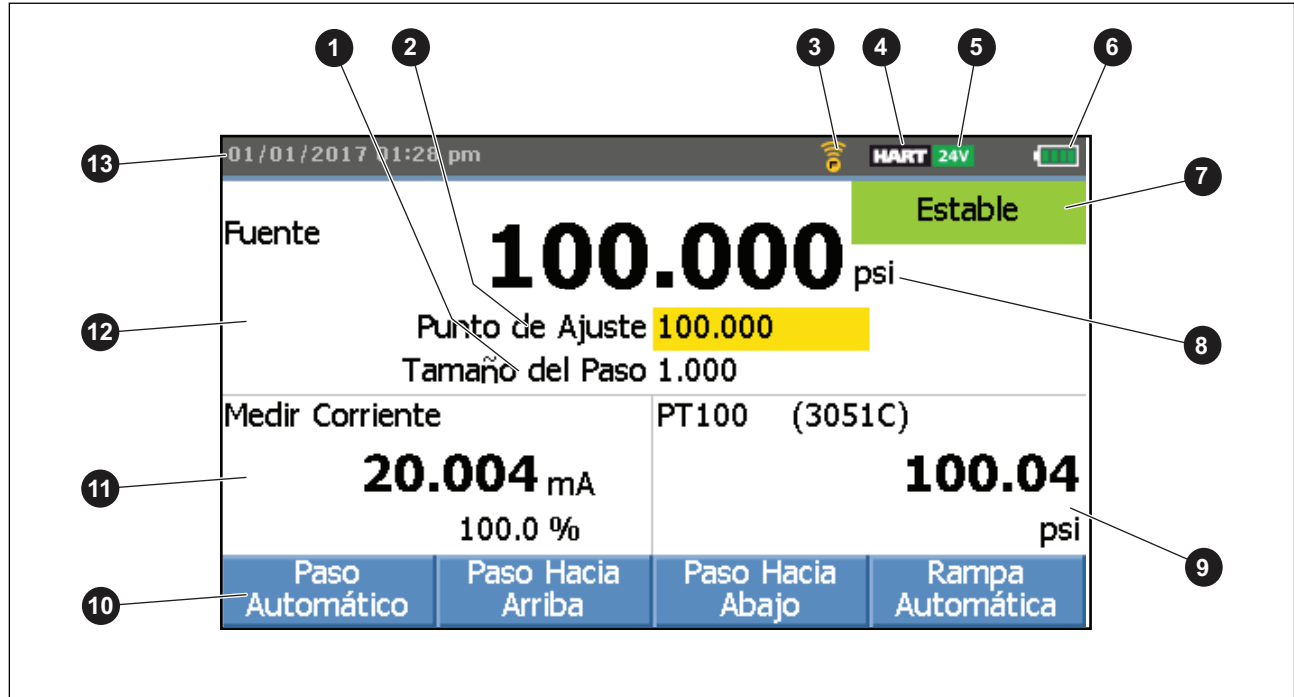 1 2 3 4 5 6
13 01/01/2017 01:28 pm HART 24V
7 Estable
Fuente
100.000 psi
12 Punto de Ajuste 100.000
8
Tamaño del Paso 1.000
Medir Corriente PT100 (3051C)
11 20.004 mA 100.04
100.0 % psi
9
10 Paso Automático
Paso Hacia Arriba
Paso Hacia Abajo
Rampa Automática